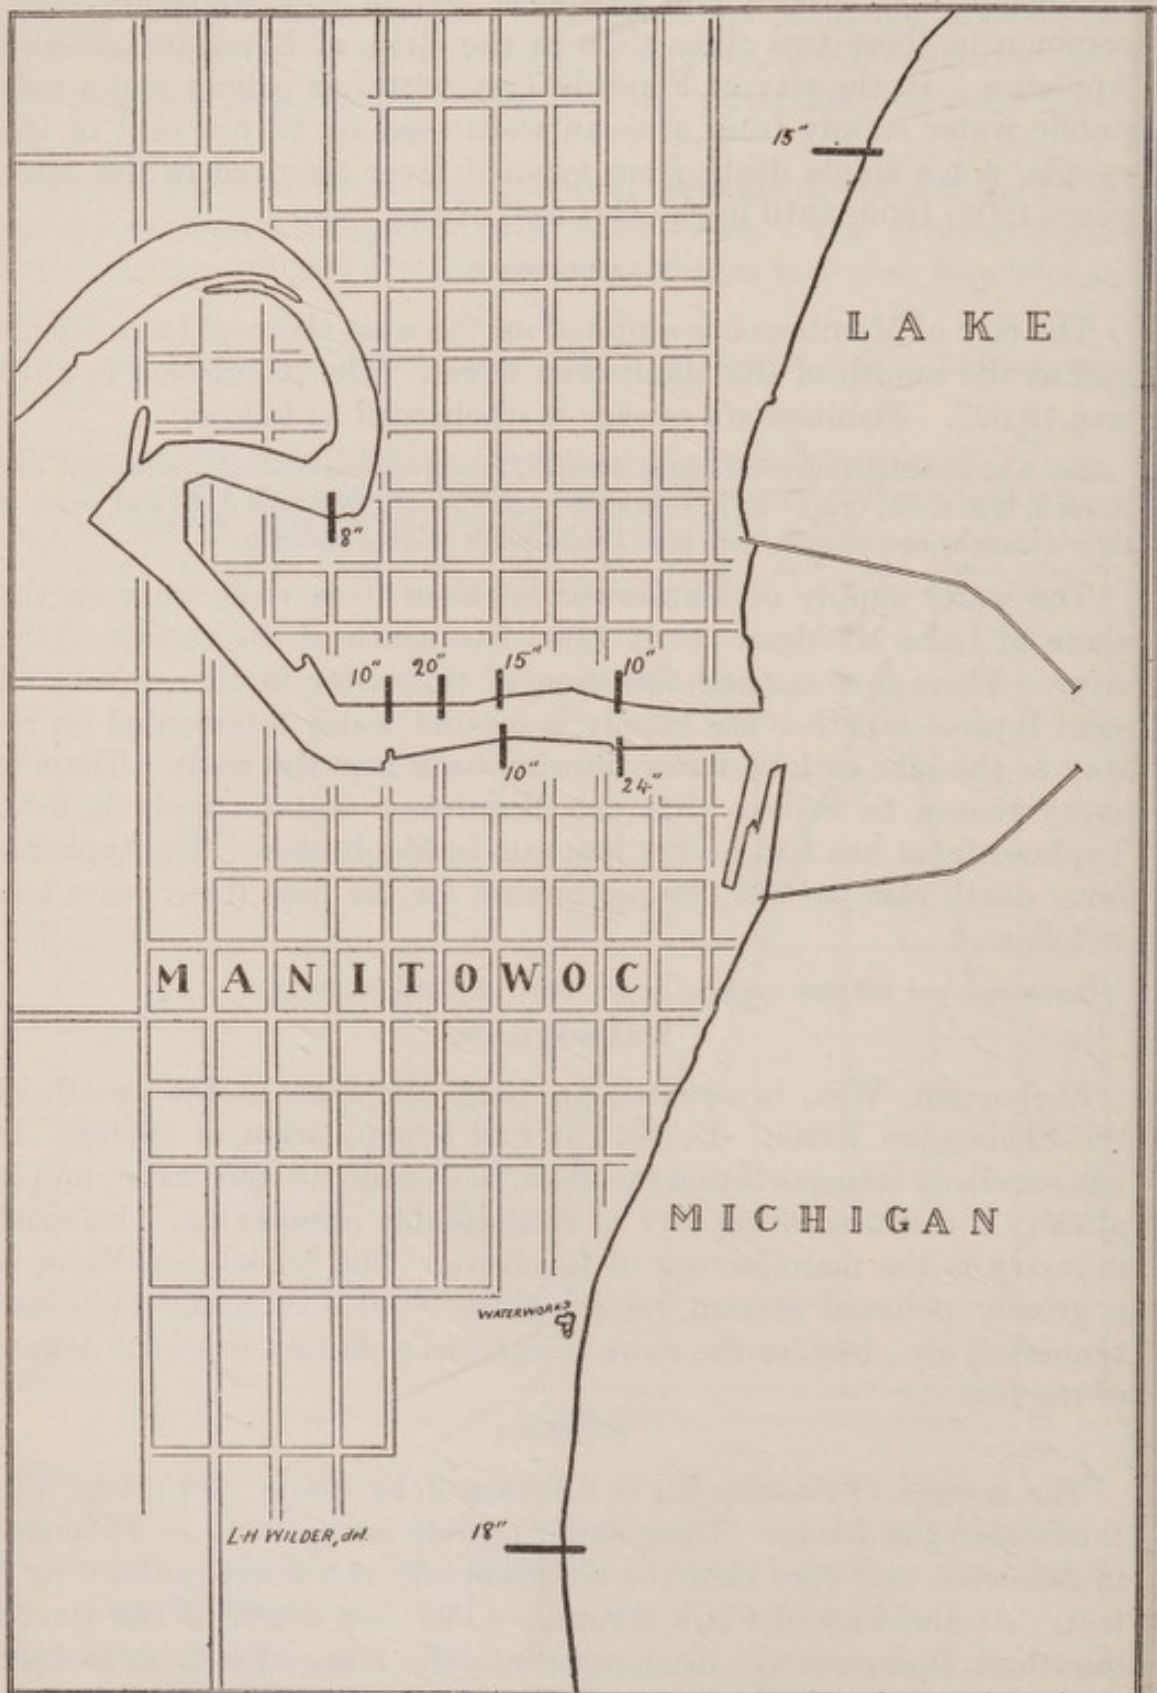 15"
LAKE
8"
10" 20" 15" 10"
10" 24"
MANITOWOC
MICHIGAN
WATERWORKS
L-H WILDER, del.
18"